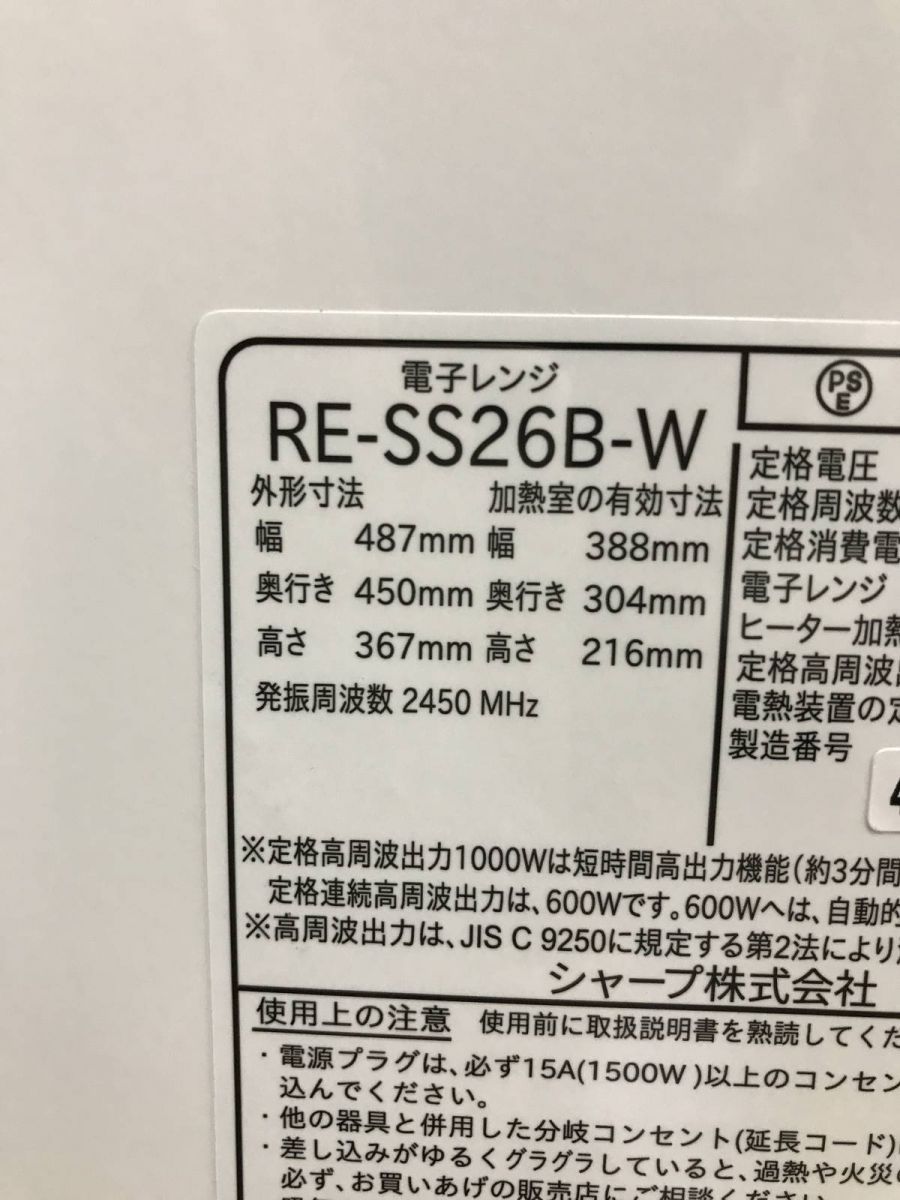 電子レンジ
RE-SS26B-W
PS
E
外形寸法
加熱室の有効寸法
幅 487mm 幅 388mm
奥行き 450mm 奥行き 304mm
高さ 367mm 高さ 216mm
発振周波数 2450 MHz
定格電圧
定格周波数
定格消費電
電子レンジ
ヒーター加熱
定格高周波出
電熱装置の定
製造番号
4
※定格高周波出力1000Wは短時間高出力機能(約3分間
定格連続高周波出力は、600Wです。600Wへは、自動的
※高周波出力は、JIS C 9250に規定する第2法により
シャープ株式会社
使用上の注意 使用前に取扱説明書を熟読してくだ
・電源プラグは、必ず15A(1500W)以上のコンセン
込んでください。
・他の器具と併用した分岐コンセント(延長コード)
・差し込みがゆるくグラグラしていると、過熱や火災の
必ず、お買いあげの販売店にご相談ください